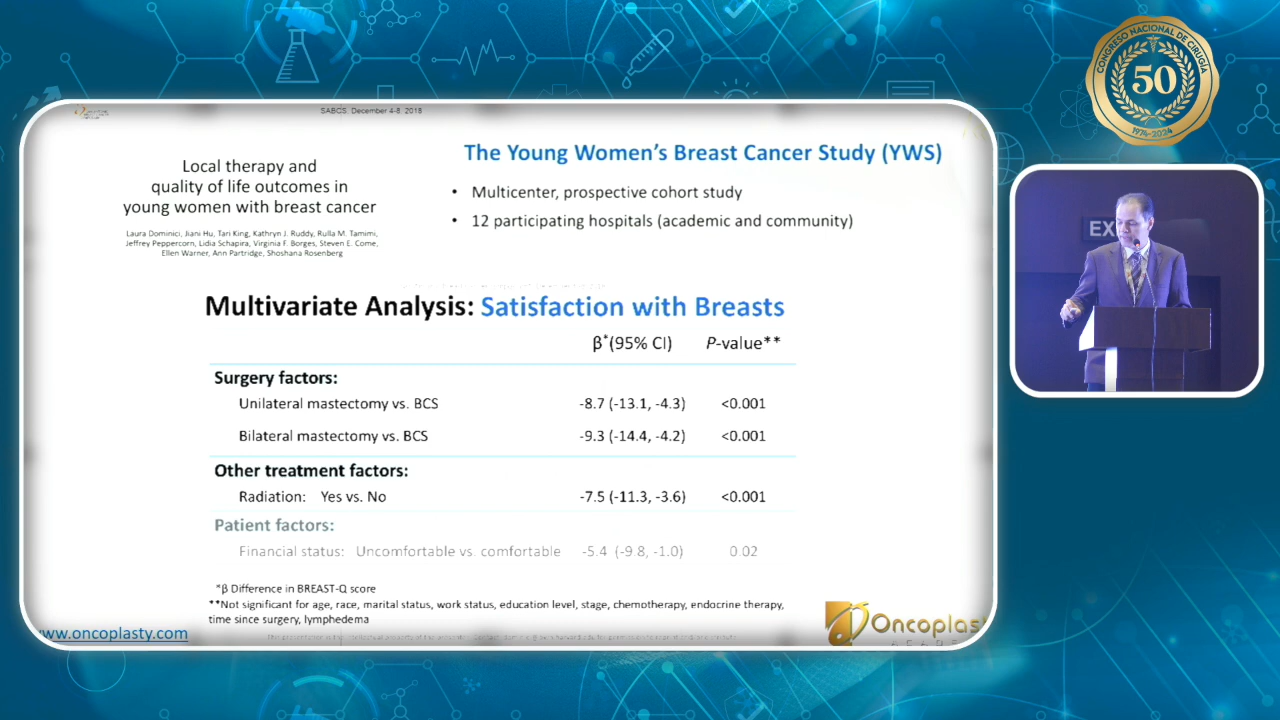 SABCS, December 4-8, 2018
CONGRESO NACIONAL DE CIRUGÍA
50
1974-2024
The Young Women's Breast Cancer Study (YWS)
Local therapy and
quality of life outcomes in
young women with breast cancer
• Multicenter, prospective cohort study
• 12 participating hospitals (academic and community)
Laura Dominici, Jiani Hu, Tari King, Kathryn J. Ruddy, Rulla M. Tamimi,
Jeffrey Peppercorn, Lidia Schapira, Virginia F. Borges, Steven E. Come,
Ellen Warner, Ann Partridge, Shoshana Rosenberg
EX
Multivariate Analysis: Satisfaction with Breasts
β*(95% CI) P-value**
Surgery factors:
Unilateral mastectomy vs. BCS -8.7 (-13.1, -4.3) <0.001
Bilateral mastectomy vs. BCS -9.3 (-14.4, -4.2) <0.001
Other treatment factors:
Radiation: Yes vs. No -7.5 (-11.3, -3.6) <0.001
Patient factors:
Financial status: Uncomfortable vs. comfortable -5.4 (-9.8, -1.0) 0.02
*β Difference in BREAST-Q score
**Not significant for age, race, marital status, work status, education level, stage, chemotherapy, endocrine therapy,
time since surgery, lymphedema
www.oncoplasty.com
Oncoplas